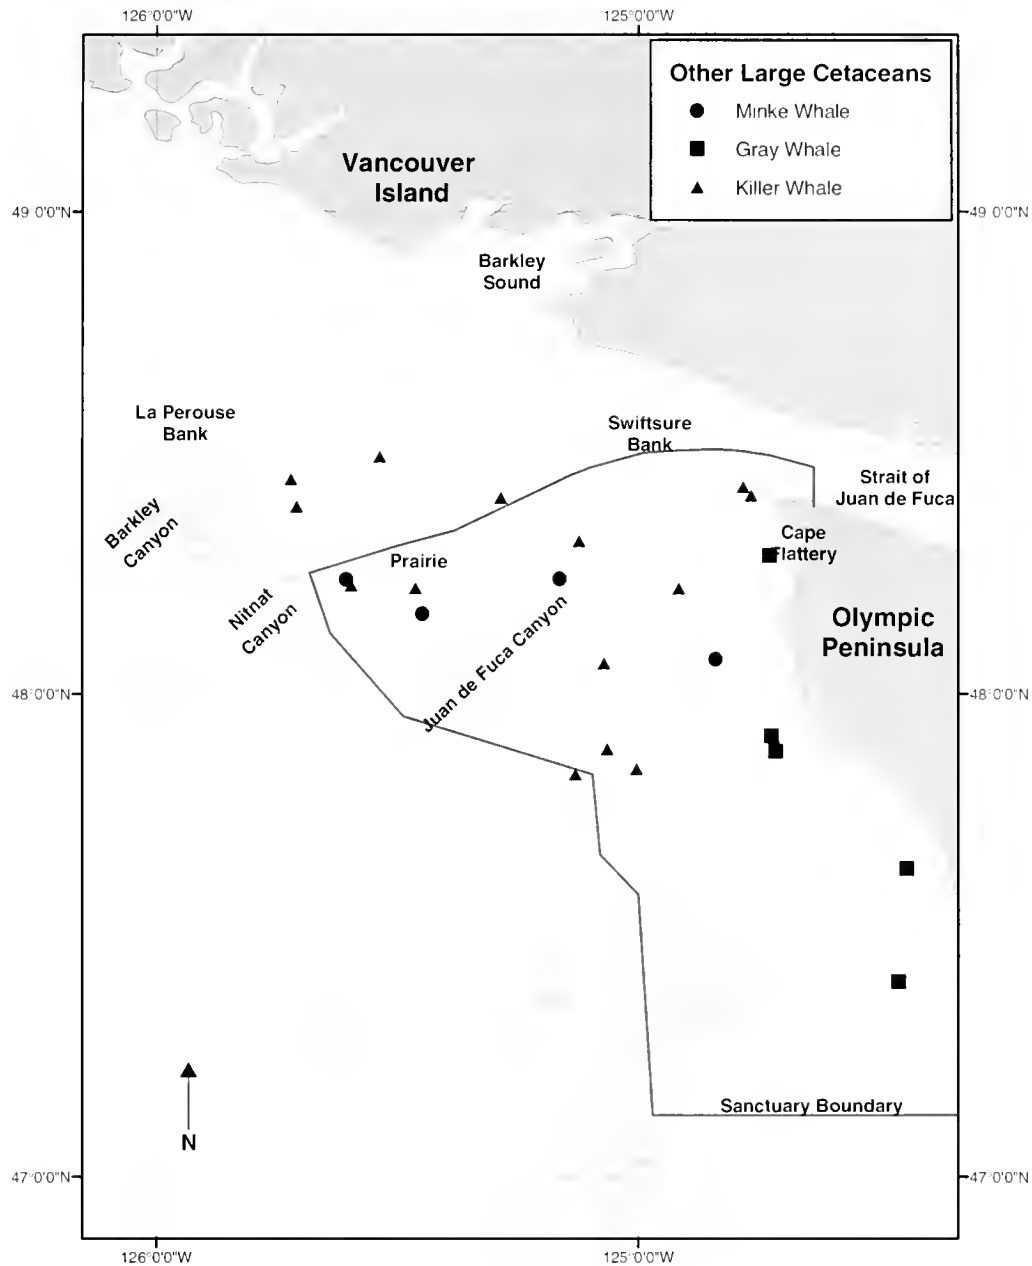 126°0'0"W
125°0'0"W
Other Large Cetaceans
Minke Whale
Gray Whale
Killer Whale
Vancouver
Island
49°0'0"N
49°0'0"N
Barkley
Sound
La Perouse
Bank
Swiftsure
Bank
Strait of
Juan de Fuca
Barkley
Canyon
Cape
Flattery
Prairie
Nitnat
Canyon
Juan de Fuca Canyon
Olympic
Peninsula
48°0'0"N
48°0'0"N
Sanctuary Boundary
N
47°0'0"N
47°0'0"N
126°0'0"W
125°0'0"W